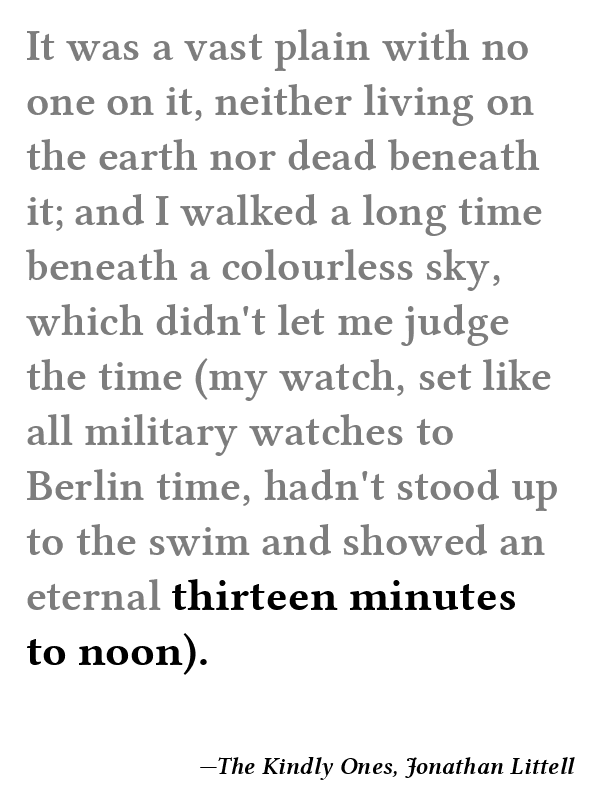 It was a vast plain with no
one on it, neither living on
the earth nor dead beneath
it; and I walked a long time
beneath a colourless sky,
which didn't let me judge
the time (my watch, set like
all military watches to
Berlin time, hadn't stood up
to the swim and showed an
eternal thirteen minutes
to noon).
—The Kindly Ones, Jonathan Littell